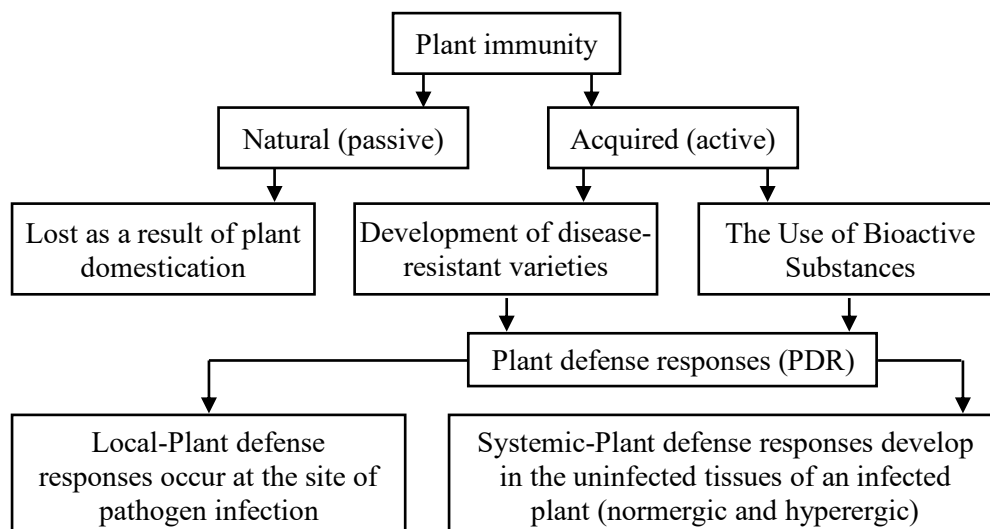 Plant immunity
Natural (passive)
Acquired (active)
Lost as a result of plant
domestication
Development of disease-
resistant varieties
The Use of Bioactive
Substances
Plant defense responses (PDR)
Local-Plant defense
responses occur at the site of
pathogen infection
Systemic-Plant defense responses develop
in the uninfected tissues of an infected
plant (normergic and hyperergic)